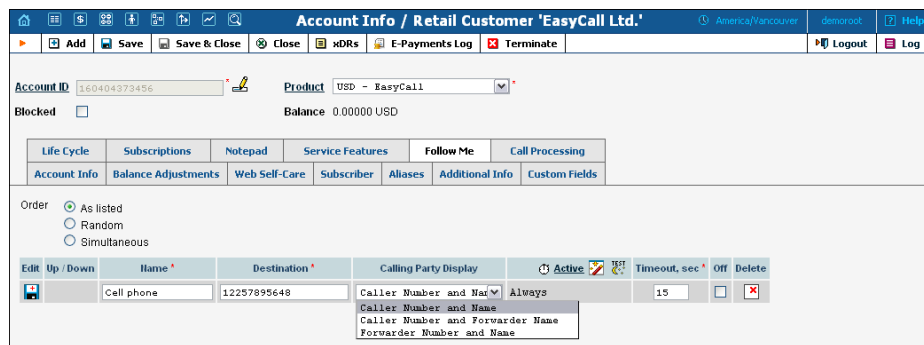 Account Info / Retail Customer 'EasyCall Ltd.' America/Vancouver demoroot Help
Add Save Save & Close Close xDRs E-Payments Log Terminate Logout Log
Account ID 160404373456 * Product USD - EasyCall *
Blocked Balance 0.00000 USD
Life Cycle Subscriptions Notepad Service Features Follow Me Call Processing
Account Info Balance Adjustments Web Self-Care Subscriber Aliases Additional Info Custom Fields
Order As listed
Random
Simultaneous
Edit Up / Down Name * Destination * Calling Party Display Active TEST Timeout, sec * Off Delete
Cell phone 12257895648 Caller Number and Nar Always 15
Caller Number and Name
Caller Number and Forwarder Name
Forwarder Number and Name